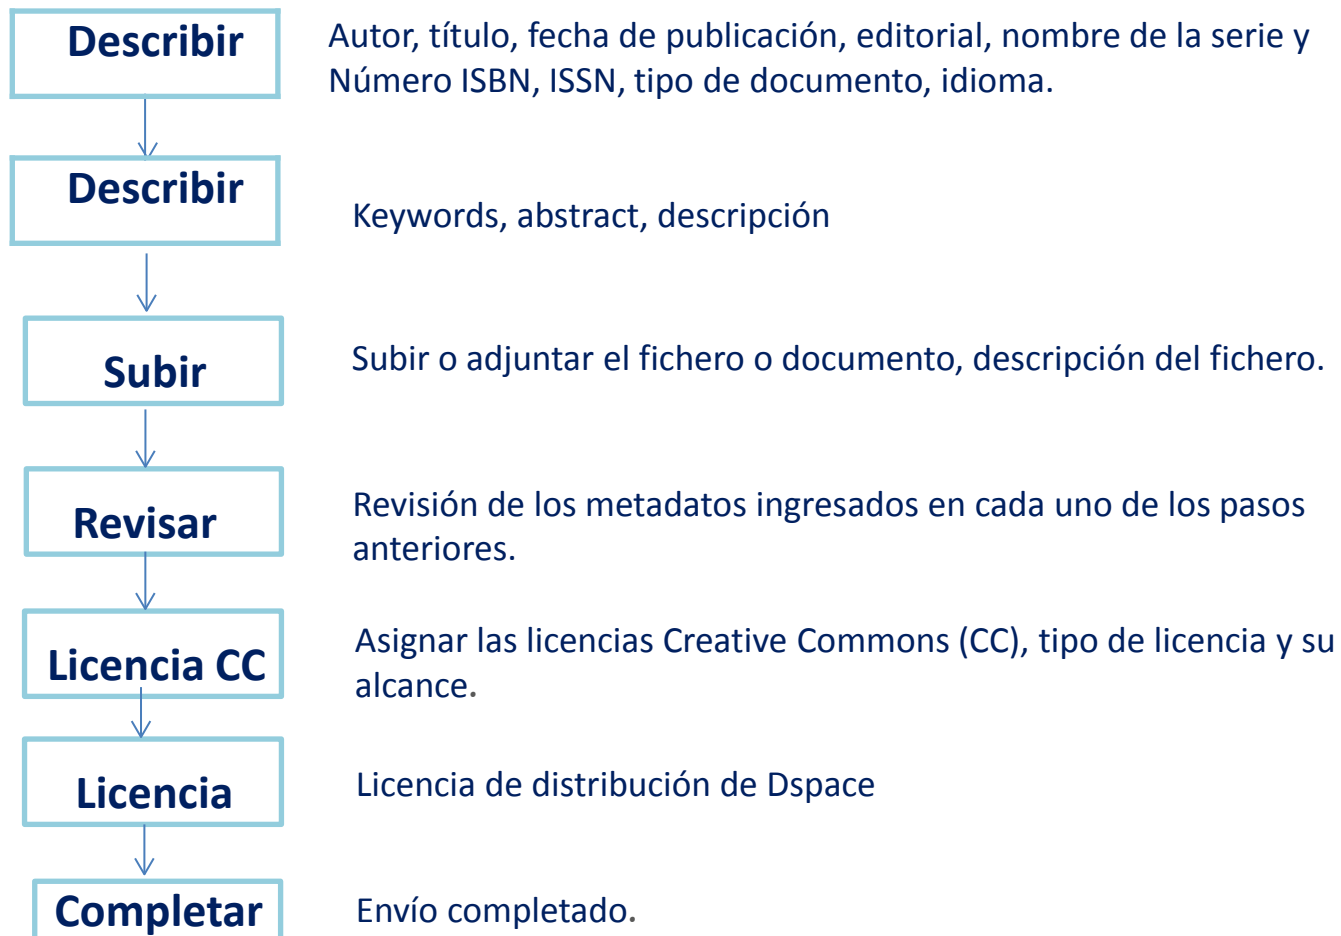 Describir
Autor, título, fecha de publicación, editorial, nombre de la serie y
Número ISBN, ISSN, tipo de documento, idioma.
Describir
Keywords, abstract, descripción
Subir
Subir o adjuntar el fichero o documento, descripción del fichero.
Revisar
Revisión de los metadatos ingresados en cada uno de los pasos
anteriores.
Licencia CC
Asignar las licencias Creative Commons (CC), tipo de licencia y su
alcance.
Licencia
Licencia de distribución de Dspace
Completar
Envío completado.